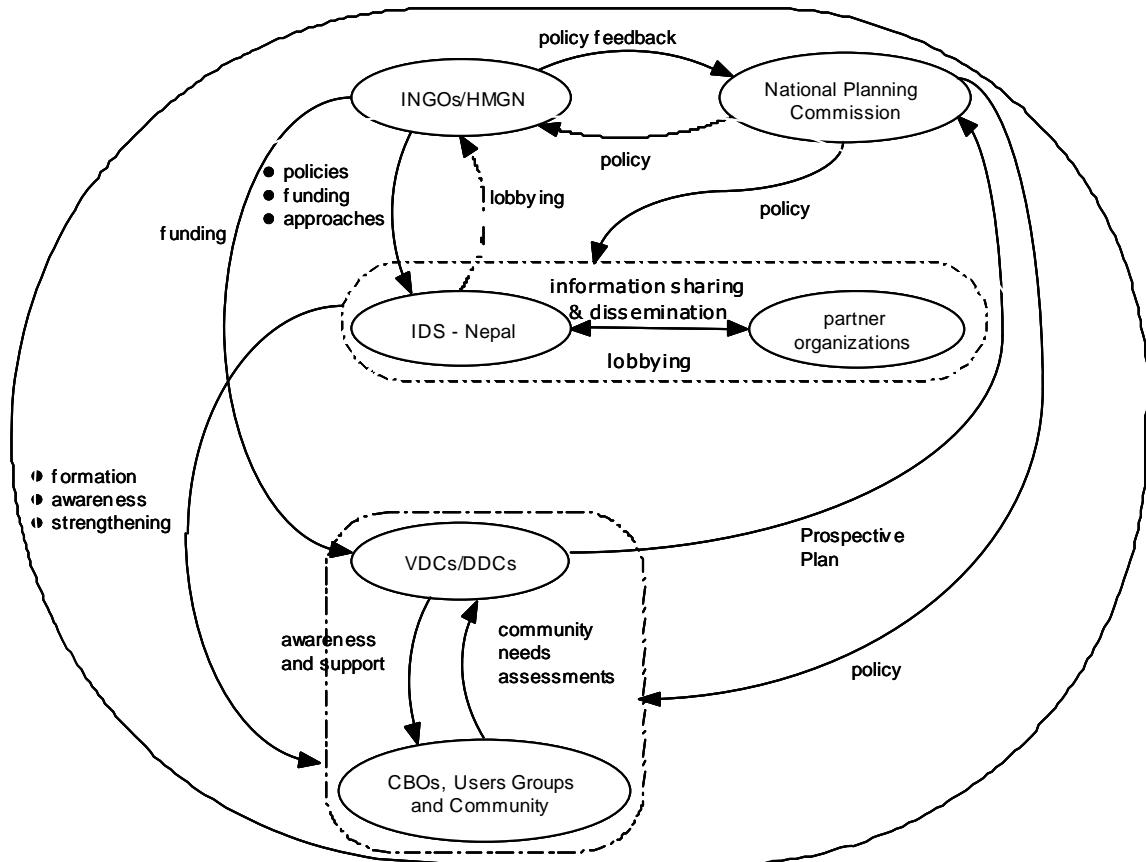 policy feedback
INGOs/HMGN
National Planning
Commission
policy
● policies
● funding
● approaches
lobbying
funding
policy
information sharing
& dissemination
IDS - Nepal
partner
organizations
lobbying
◐ formation
◐ awareness
◐ strengthening
Prospective
Plan
VDCs/DDCs
awareness
and support
community
needs
assessments
policy
CBOs, Users Groups
and Community